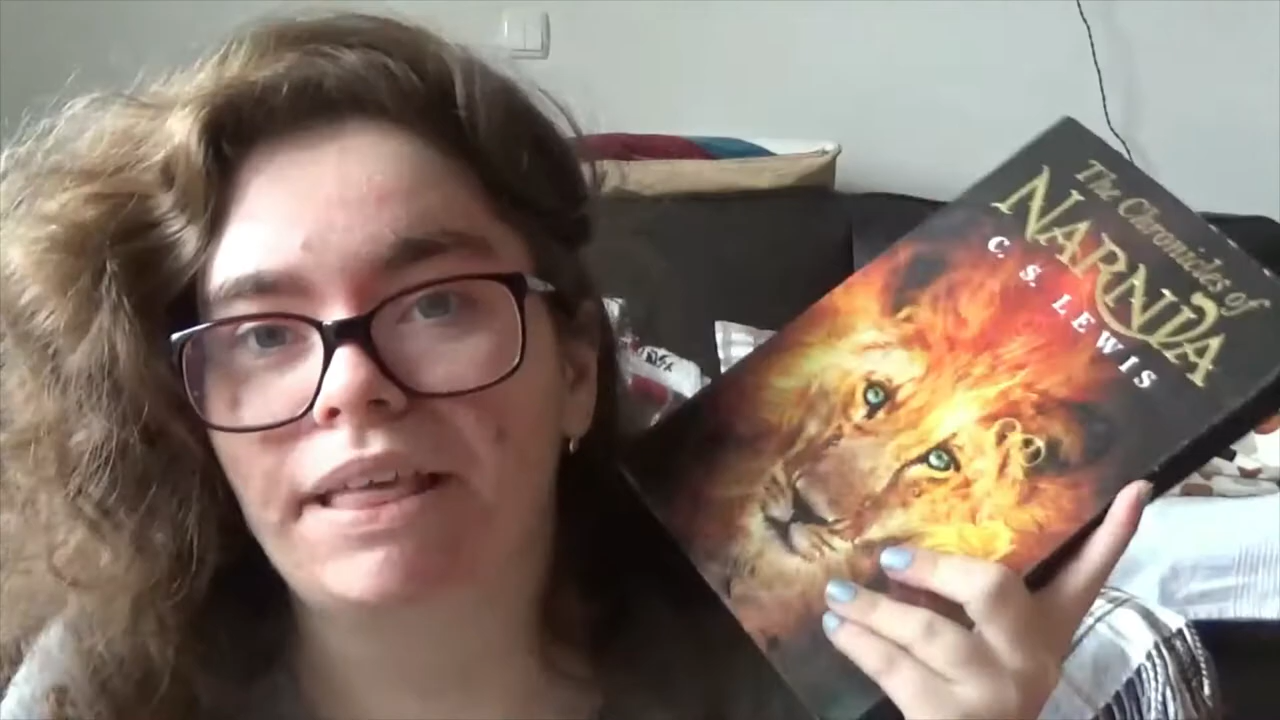 The Chronicles of
NARNIA
C. S. LEWIS